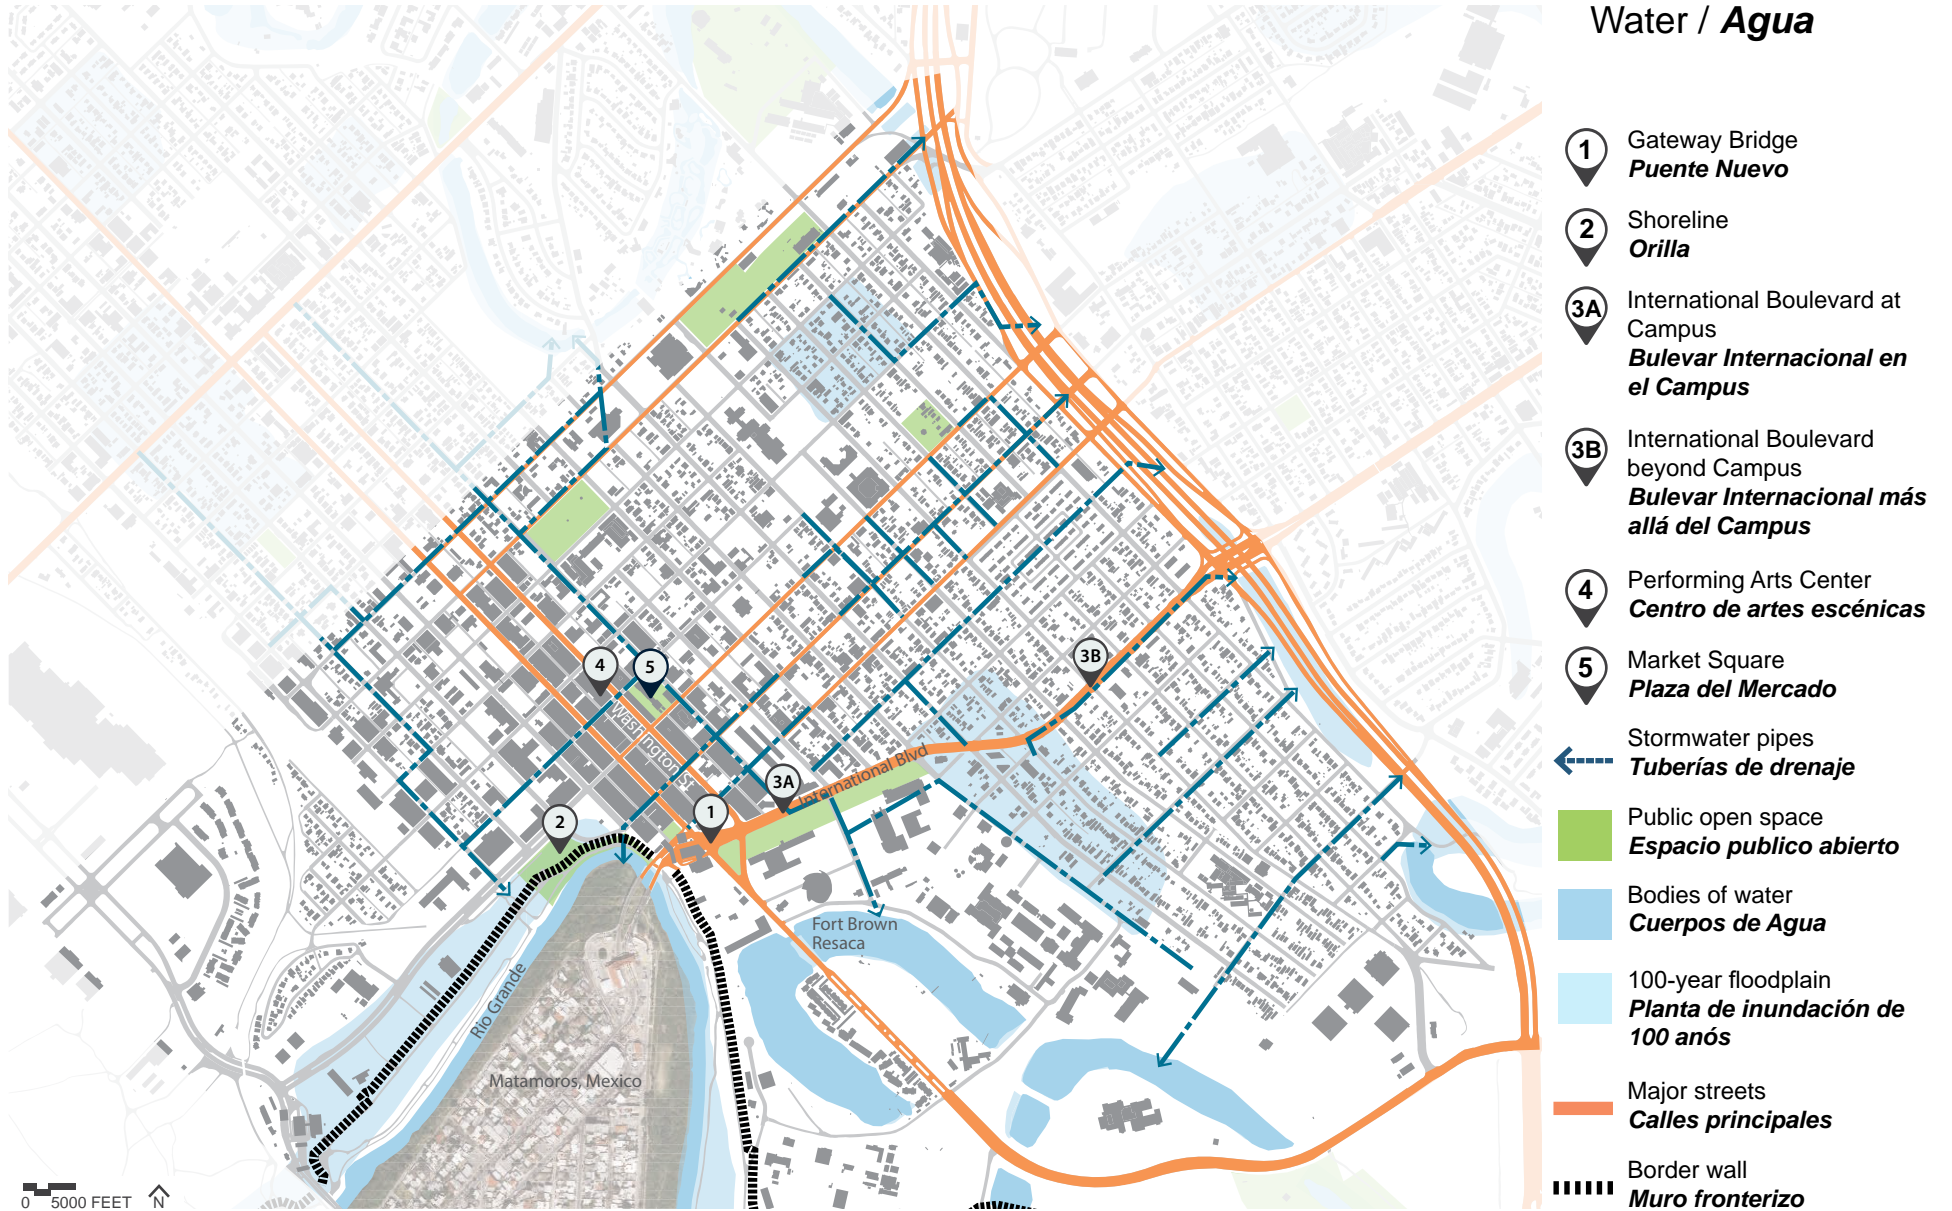 Water / Agua
1
Gateway Bridge
Puente Nuevo
2
Shoreline
Orilla
3A
International Boulevard at
Campus
Bulevar Internacional en
el Campus
3B
International Boulevard
beyond Campus
Bulevar Internacional más
allá del Campus
4
Performing Arts Center
Centro de artes escénicas
5
Market Square
Plaza del Mercado
Stormwater pipes
Tuberías de drenaje
Public open space
Espacio publico abierto
Bodies of water
Cuerpos de Agua
100-year floodplain
Planta de inundación de
100 anós
Major streets
Calles principales
Border wall
Muro fronterizo
4
5
3B
Washington St
3A
International Blvd
1
2
Fort Brown
Resaca
Rio Grande
Matamoros, Mexico
0 5000 FEET N